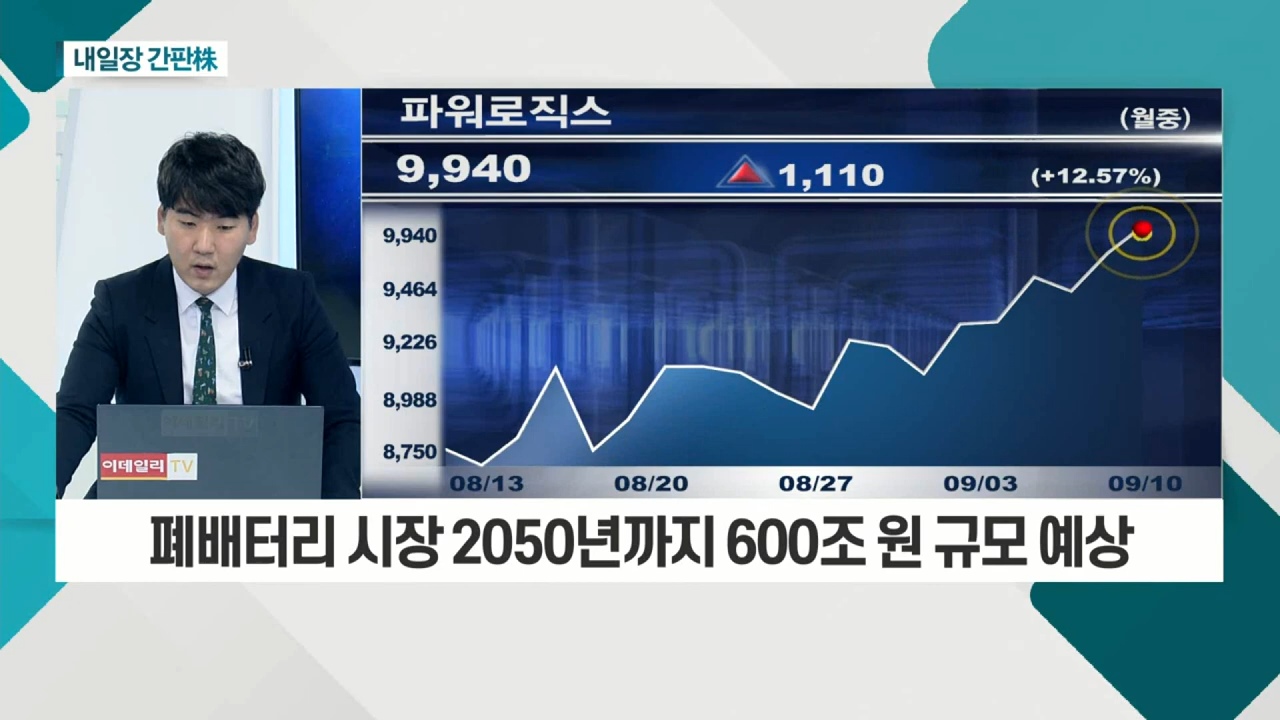 내일장 간판株
파워로직스
(월중)
9,940
1,110
(+12.57%)
9,940
9,464
9,226
8,988
8,750
08/13
08/20
08/27
09/03
09/10
이데일리TV
폐배터리 시장 2050년까지 600조 원 규모 예상